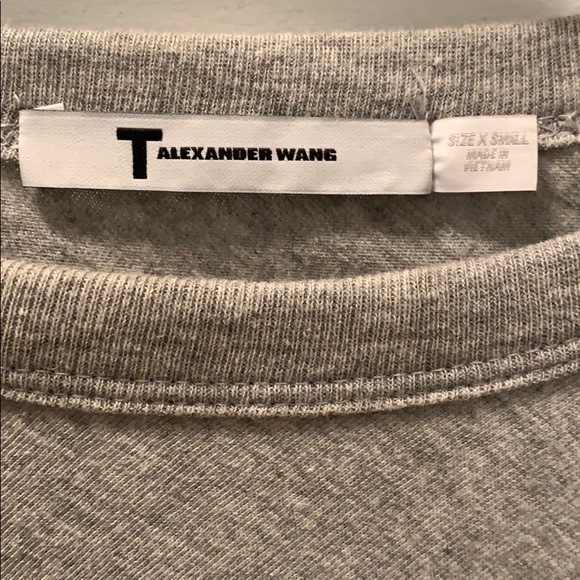 T ALEXANDER WANG
SIZE X SMALL
MADE IN
VIETNAM